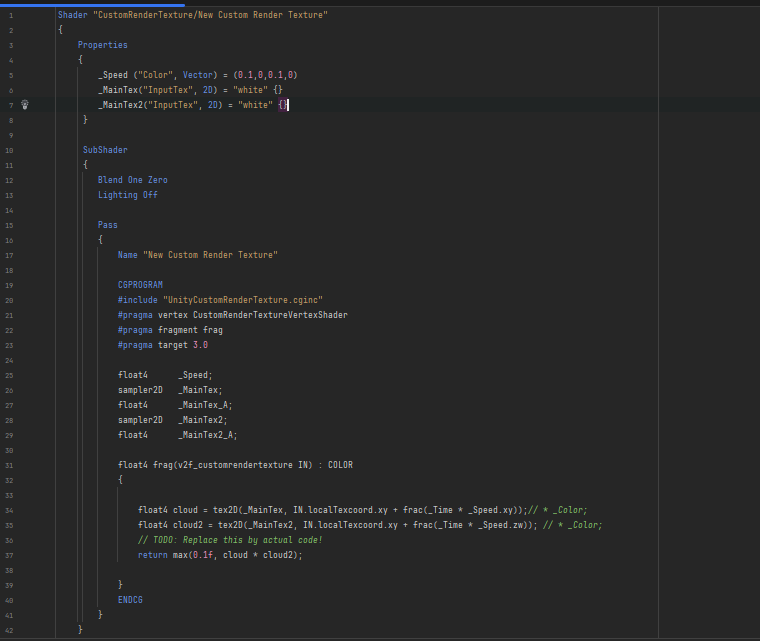 1 Shader "CustomRenderTexture/New Custom Render Texture"
2 {
3 Properties
4 {
5 _Speed ("Color", Vector) = (0.1,0,0.1,0)
6 _MainTex("InputTex", 2D) = "white" {}
7 _MainTex2("InputTex", 2D) = "white" {}
8 }
9
10 SubShader
11 {
12 Blend One Zero
13 Lighting Off
14
15 Pass
16 {
17 Name "New Custom Render Texture"
18
19 CGPROGRAM
20 #include "UnityCustomRenderTexture.cginc"
21 #pragma vertex CustomRenderTextureVertexShader
22 #pragma fragment frag
23 #pragma target 3.0
24
25 float4 _Speed;
26 sampler2D _MainTex;
27 float4 _MainTex_A;
28 sampler2D _MainTex2;
29 float4 _MainTex2_A;
30
31 float4 frag(v2f_customrendertexture IN) : COLOR
32 {
33
34 float4 cloud = tex2D(_MainTex, IN.localTexcoord.xy + frac(_Time * _Speed.xy));// * _Color;
35 float4 cloud2 = tex2D(_MainTex2, IN.localTexcoord.xy + frac(_Time * _Speed.zw)); // * _Color;
36 // TODO: Replace this by actual code!
37 return max(0.1f, cloud * cloud2);
38
39 }
40 ENDCG
41 }
42 }